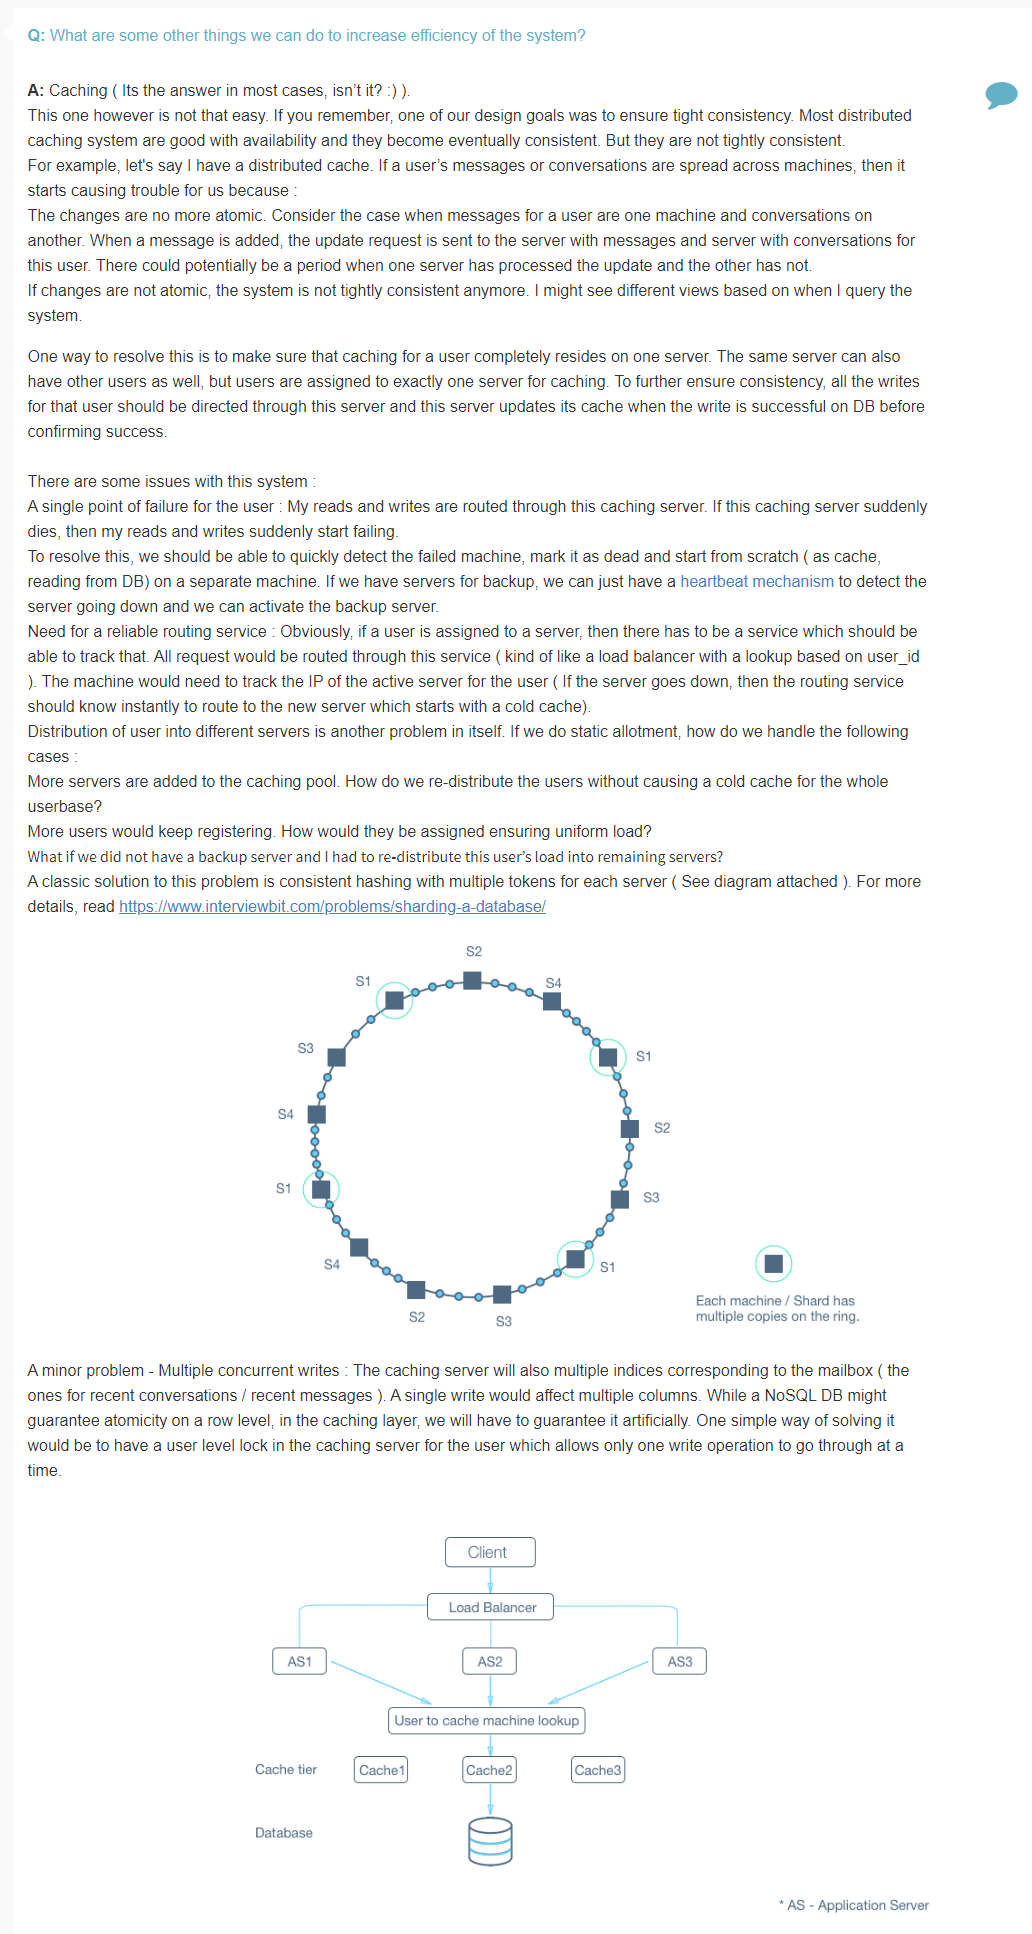 Q: What are some other things we can do to increase efficiency of the system?
A: Caching ( Its the answer in most cases, isn’t it? :) ).
This one however is not that easy. If you remember, one of our design goals was to ensure tight consistency. Most distributed
caching system are good with availability and they become eventually consistent. But they are not tightly consistent.
For example, let's say I have a distributed cache. If a user’s messages or conversations are spread across machines, then it
starts causing trouble for us because :
The changes are no more atomic. Consider the case when messages for a user are one machine and conversations on
another. When a message is added, the update request is sent to the server with messages and server with conversations for
this user. There could potentially be a period when one server has processed the update and the other has not.
If changes are not atomic, the system is not tightly consistent anymore. I might see different views based on when I query the
system.
One way to resolve this is to make sure that caching for a user completely resides on one server. The same server can also
have other users as well, but users are assigned to exactly one server for caching. To further ensure consistency, all the writes
for that user should be directed through this server and this server updates its cache when the write is successful on DB before
confirming success.
There are some issues with this system :
A single point of failure for the user : My reads and writes are routed through this caching server. If this caching server suddenly
dies, then my reads and writes suddenly start failing.
To resolve this, we should be able to quickly detect the failed machine, mark it as dead and start from scratch ( as cache,
reading from DB) on a separate machine. If we have servers for backup, we can just have a heartbeat mechanism to detect the
server going down and we can activate the backup server.
Need for a reliable routing service : Obviously, if a user is assigned to a server, then there has to be a service which should be
able to track that. All request would be routed through this service ( kind of like a load balancer with a lookup based on user_id
). The machine would need to track the IP of the active server for the user ( If the server goes down, then the routing service
should know instantly to route to the new server which starts with a cold cache).
Distribution of user into different servers is another problem in itself. If we do static allotment, how do we handle the following
cases :
More servers are added to the caching pool. How do we re-distribute the users without causing a cold cache for the whole
userbase?
More users would keep registering. How would they be assigned ensuring uniform load?
What if we did not have a backup server and I had to re-distribute this user’s load into remaining servers?
A classic solution to this problem is consistent hashing with multiple tokens for each server ( See diagram attached ). For more
details, read https://www.interviewbit.com/problems/sharding-a-database/
S2
S1
S4
S3
S1
S4
S2
S1
S3
S4
S1
S2
S3
Each machine / Shard has
multiple copies on the ring.
A minor problem - Multiple concurrent writes : The caching server will also multiple indices corresponding to the mailbox ( the
ones for recent conversations / recent messages ). A single write would affect multiple columns. While a NoSQL DB might
guarantee atomicity on a row level, in the caching layer, we will have to guarantee it artificially. One simple way of solving it
would be to have a user level lock in the caching server for the user which allows only one write operation to go through at a
time.
Client
Load Balancer
AS1
AS2
AS3
User to cache machine lookup
Cache tier
Cache1
Cache2
Cache3
Database
* AS - Application Server